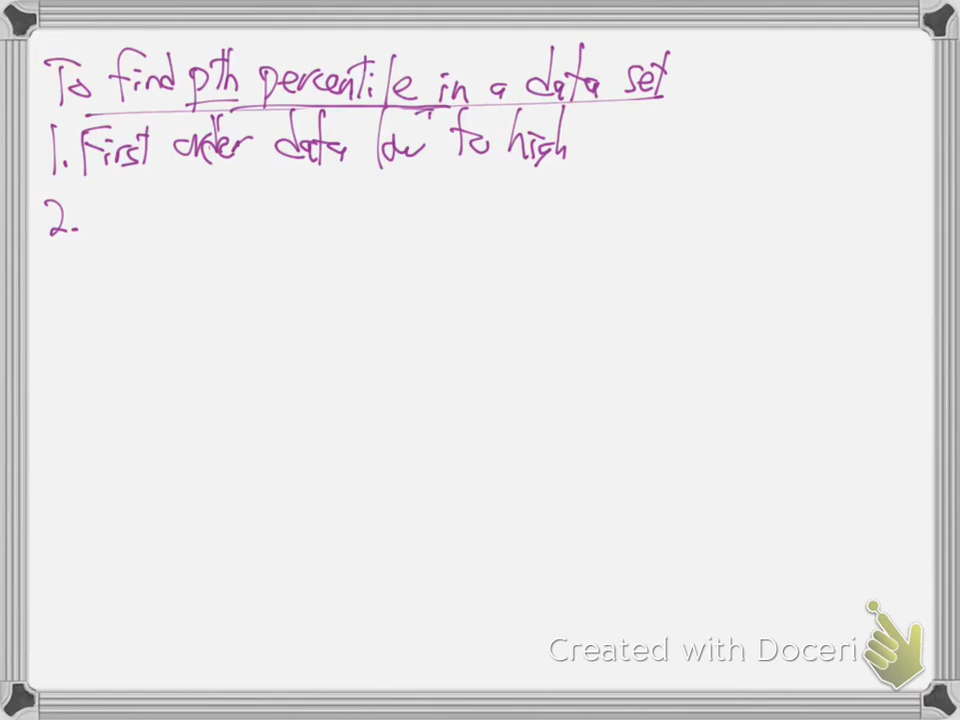 To find pth percentile in a data set
1. First order data low to high
2.
Created with Doceri